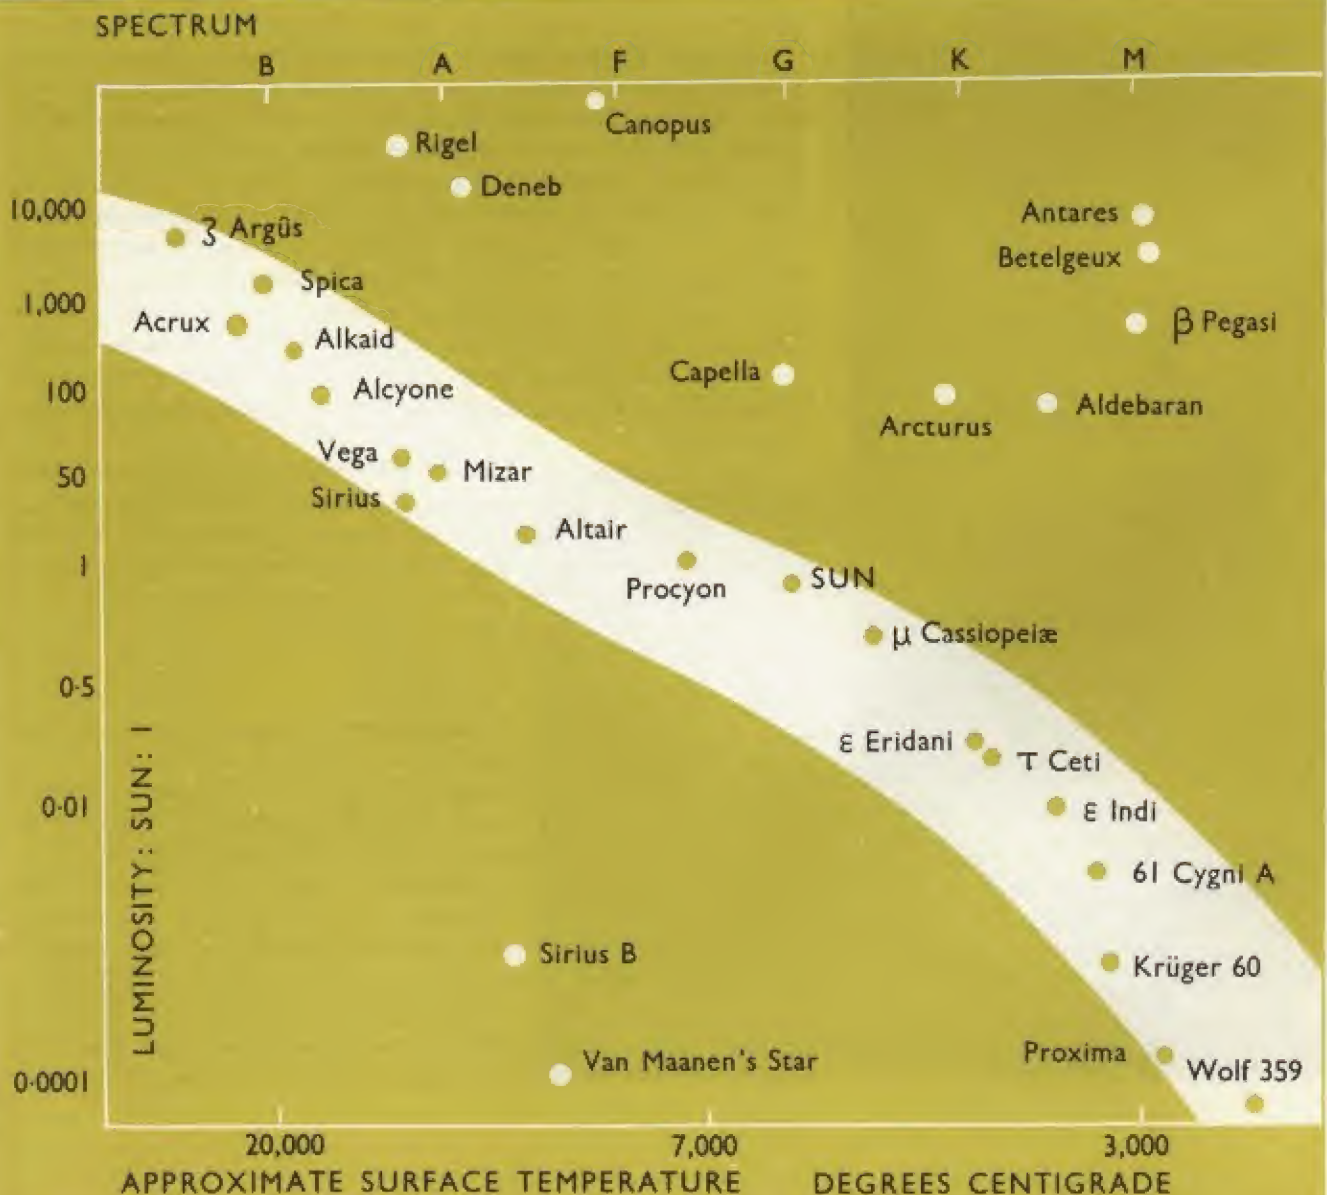 SPECTRUM
B A F G K M
Canopus
Rigel
Deneb
10,000
Antares
ζ Argûs
Betelgeux
Spica
1,000
Acrux
β Pegasi
Alkaid
Capella
100
Alcyone
Aldebaran
Arcturus
Vega
50
Mizar
Sirius
Altair
1
SUN
Procyon
μ Cassiopeiæ
0·5
ε Eridani
τ Ceti
0·01
ε Indi
61 Cygni A
LUMINOSITY: SUN: 1
Sirius B
Krüger 60
Proxima
Van Maanen's Star
Wolf 359
0·0001
20,000 7,000 3,000
APPROXIMATE SURFACE TEMPERATURE DEGREES CENTIGRADE